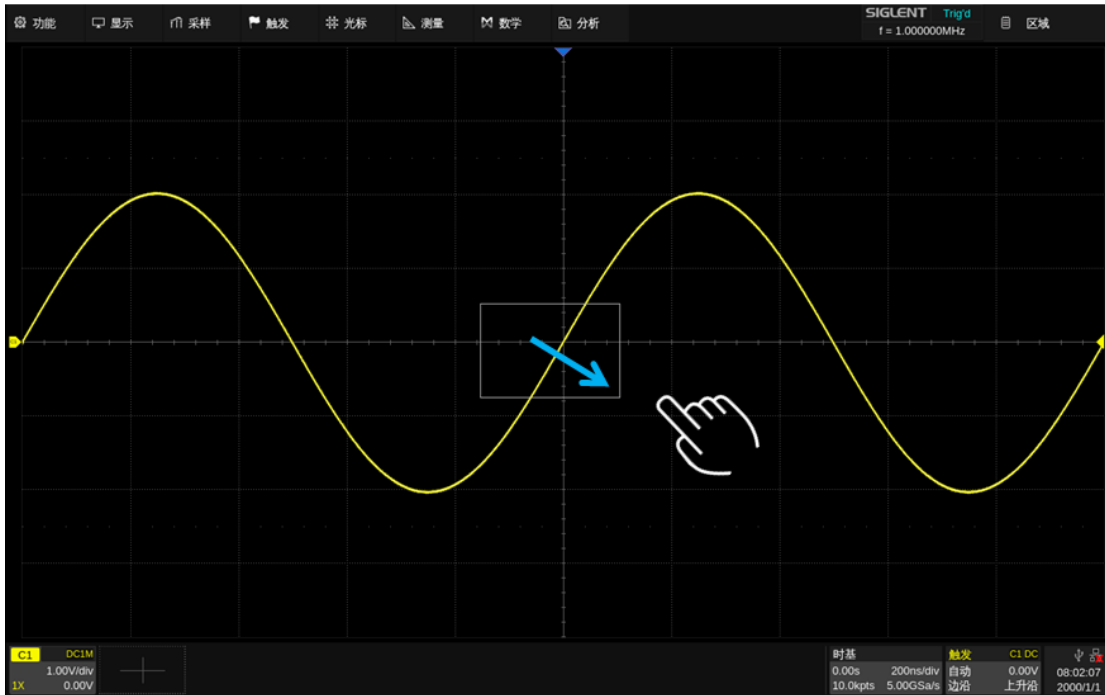 功能 显示 采样 触发 光标 测量 数学 分析 SIGLENT Trig'd 区域
f = 1.000000MHz
C1 DC1M 时基 触发 C1 DC
1.00V/div 0.00s 200ns/div 自动 0.00V 08:02:07
1X 0.00V 10.0kpts 5.00GSa/s 边沿 上升沿 2000/1/1